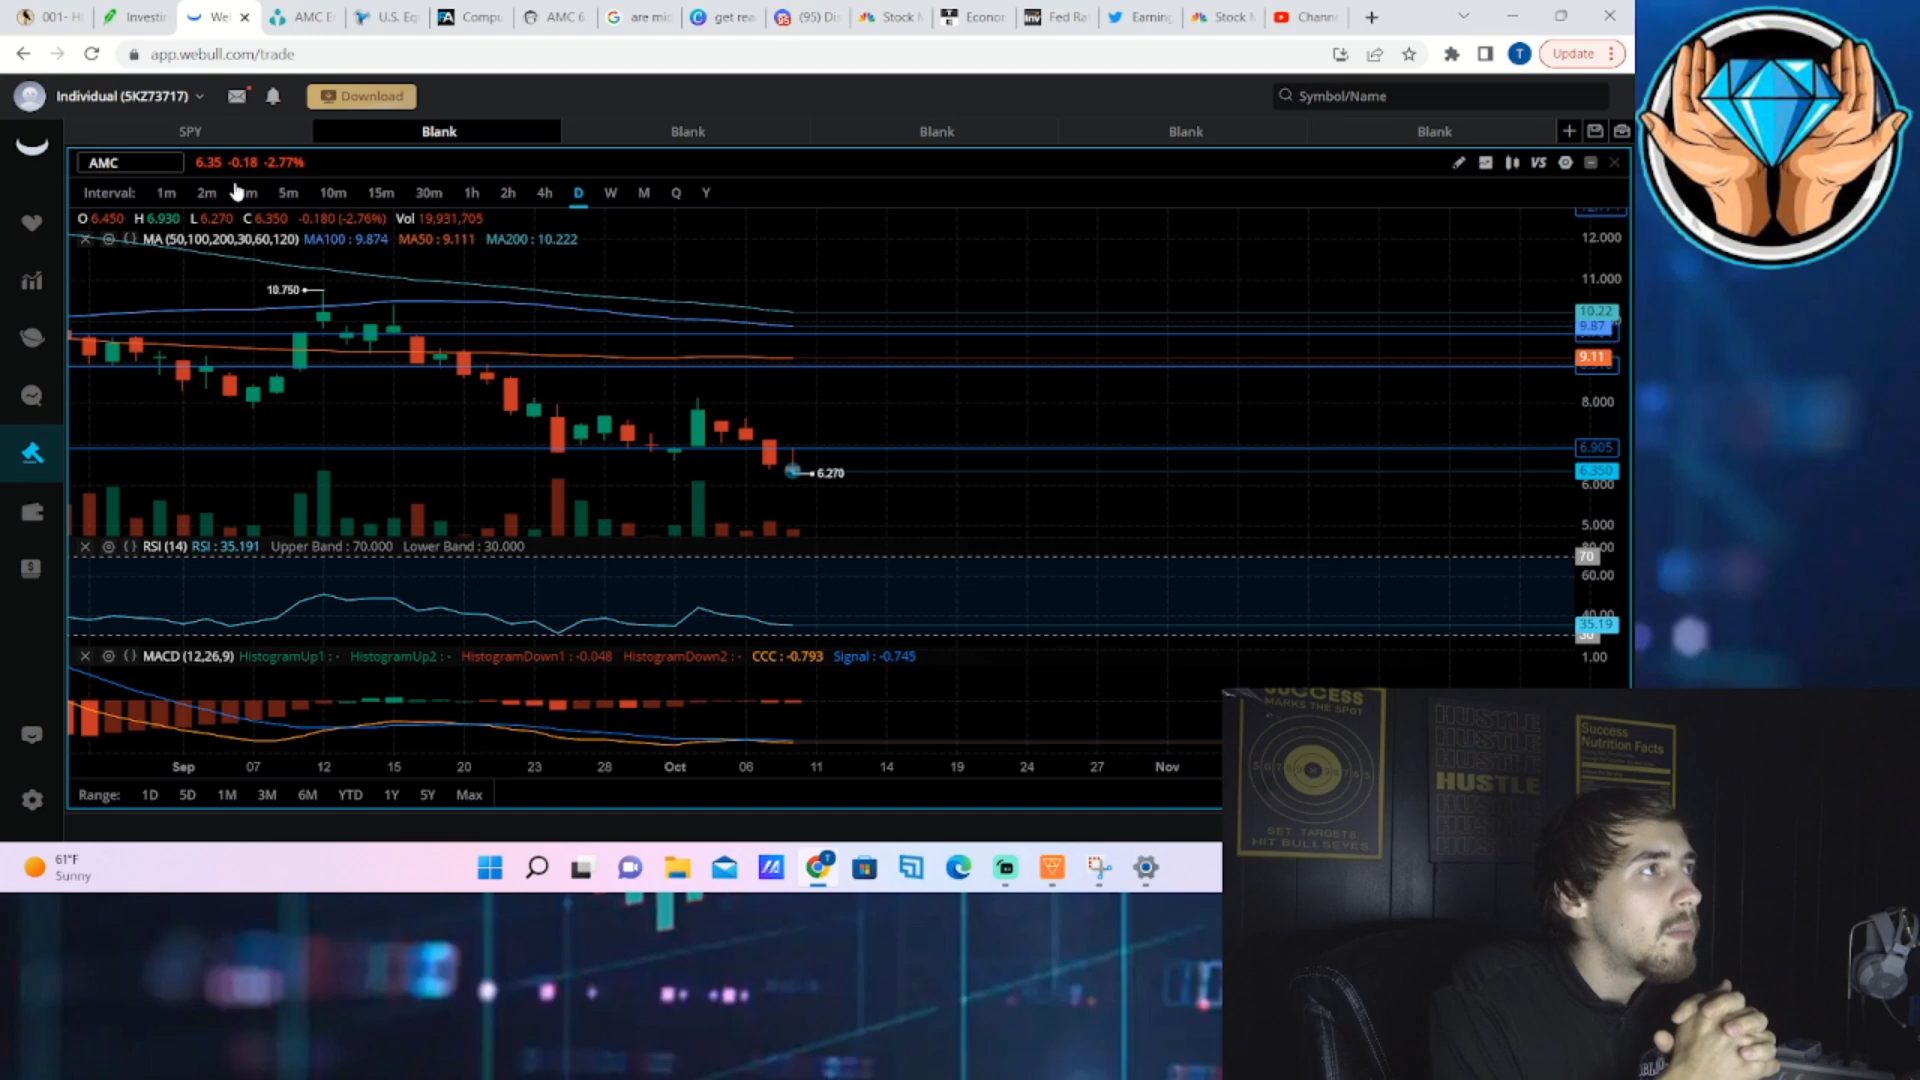 001- H
Investin
We
AMC E
U.S. Eq
Compu
AMC 6
are mic
get rea
(95) Dis
Stock M
Econor
Fed Ra
Earning
Stock M
Chann
app.webull.com/trade
T
Update
Individual (5KZ73717)
Download
Symbol/Name
SPY
Blank
Blank
Blank
Blank
Blank
AMC
6.35 -0.18 -2.77%
VS
Interval: 1m 2m m 5m 10m 15m 30m 1h 2h 4h D W M Q Y
O 6.450 H 6.930 L 6.270 C 6.350 -0.180 (-2.76%) Vol 19,931,705
MA (50,100,200,30,60,120) MA100 : 9.874 MA50 : 9.111 MA200 : 10.222
12.000
11.000
10.750
10.22
9.87
9.11
8.000
6.905
6.350
6.270
6.000
5.000
RSI (14) RSI : 35.191 Upper Band : 70.000 Lower Band : 30.000
70
60.00
40.00
35.19
30
MACD (12,26,9) HistogramUp1 : - HistogramUp2 : - HistogramDown1 : -0.048 HistogramDown2 : - CCC : -0.793 Signal : -0.745
1.00
Sep 07 12 15 20 23 28 Oct 06 11 14 19 24 27 Nov
Range: 1D 5D 1M 3M 6M YTD 1Y 5Y Max
61°F
Sunny
SUCCESS
MARKS THE SPOT
SET TARGETS,
HIT BULLSEYES.
HUSTLE
HUSTLE
HUSTLE
HUSTLE
Success
Nutrition Facts